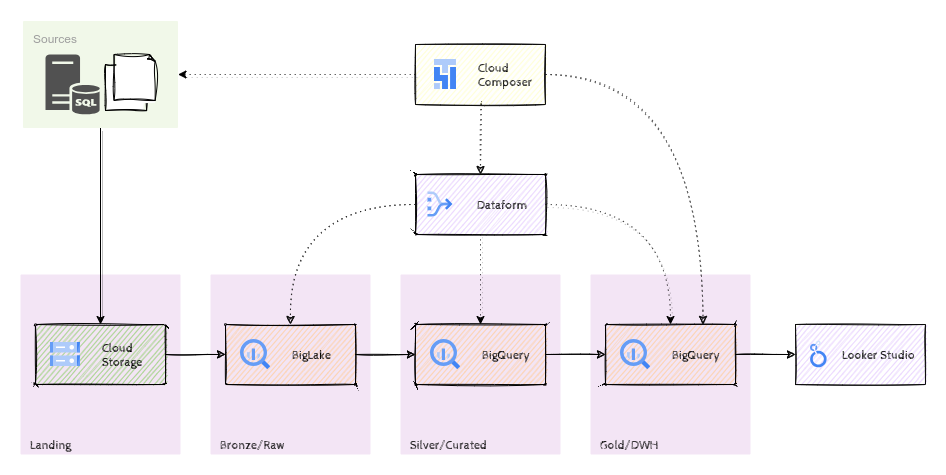 Sources
SQL
Cloud
Composer
Dataform
Cloud
Storage
BigLake
BigQuery
BigQuery
Looker Studio
Landing
Bronze/Raw
Silver/Curated
Gold/DWH